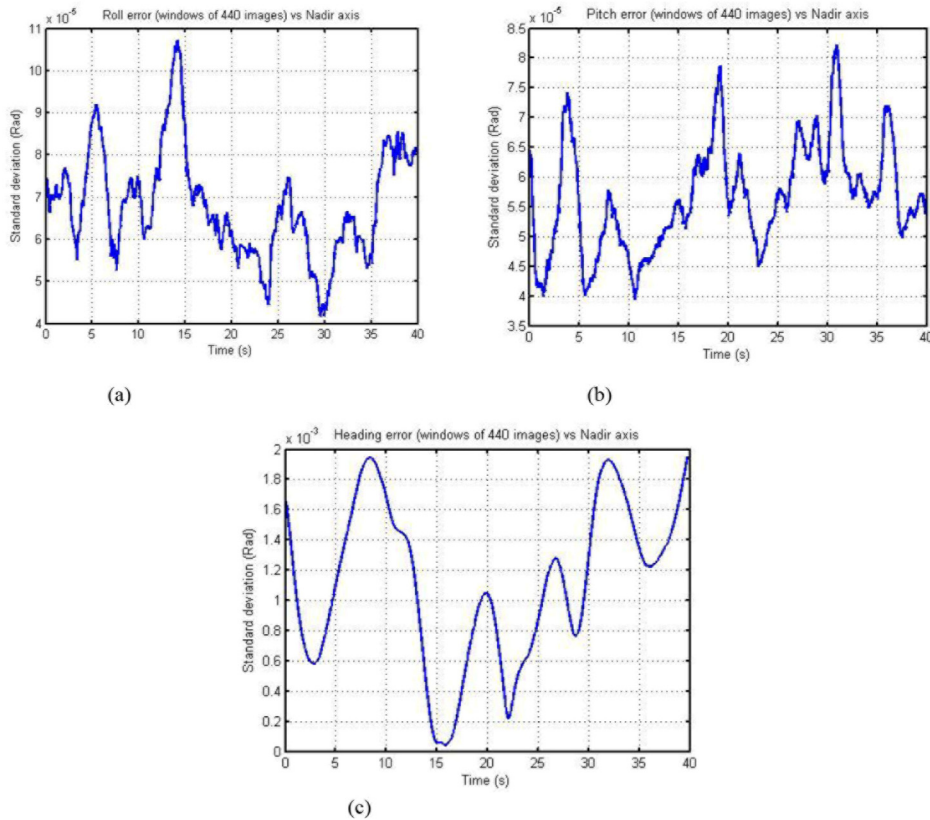 x 10⁻⁵ Roll error (windows of 440 images) vs Nadir axis
11
10
9
8
7
6
5
4
Standard deviation (Rad)
0 5 10 15 20 25 30 35 40
Time (s)
(a)
x 10⁻⁵ Pitch error (windows of 440 images) vs Nadir axis
8.5
8
7.5
7
6.5
6
5.5
5
4.5
4
3.5
Standard deviation (Rad)
0 5 10 15 20 25 30 35 40
Time (s)
(b)
x 10⁻³ Heading error (windows of 440 images) vs Nadir axis
2
1.8
1.6
1.4
1.2
1
0.8
0.6
0.4
0.2
0
Standard deviation (Rad)
0 5 10 15 20 25 30 35 40
Time (s)
(c)